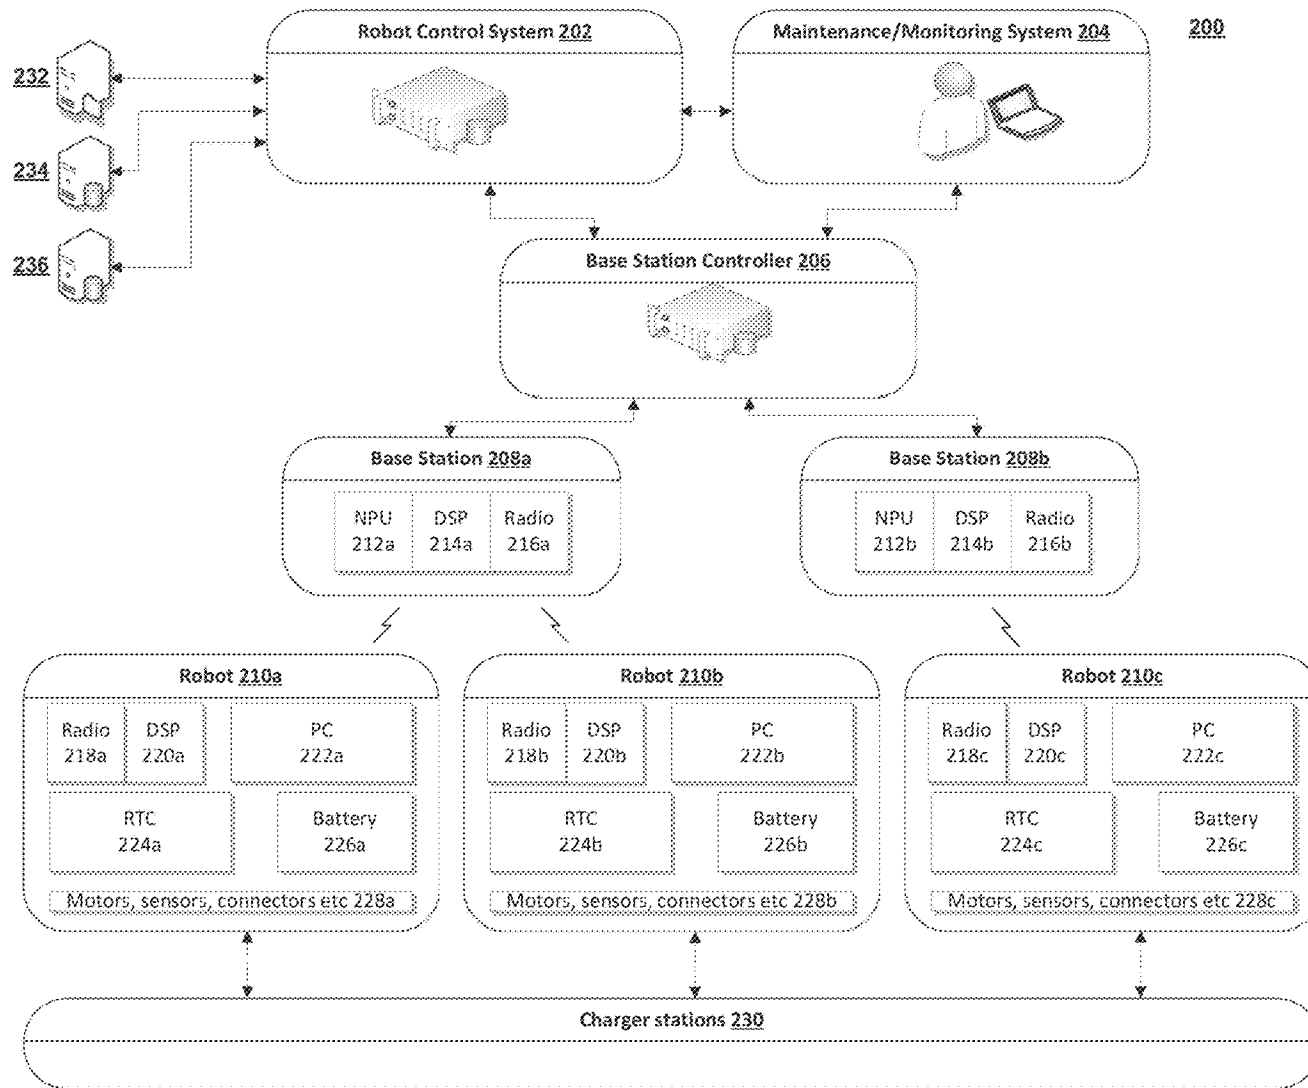 Robot Control System 202
Maintenance/Monitoring System 204
200
232
234
236
Base Station Controller 206
Base Station 208a
NPU
212a
DSP
214a
Radio
216a
Base Station 208b
NPU
212b
DSP
214b
Radio
216b
Robot 210a
Radio
218a
DSP
220a
PC
222a
RTC
224a
Battery
226a
Motors, sensors, connectors etc 228a
Robot 210b
Radio
218b
DSP
220b
PC
222b
RTC
224b
Battery
226b
Motors, sensors, connectors etc 228b
Robot 210c
Radio
218c
DSP
220c
PC
222c
RTC
224c
Battery
226c
Motors, sensors, connectors etc 228c
Charger stations 230